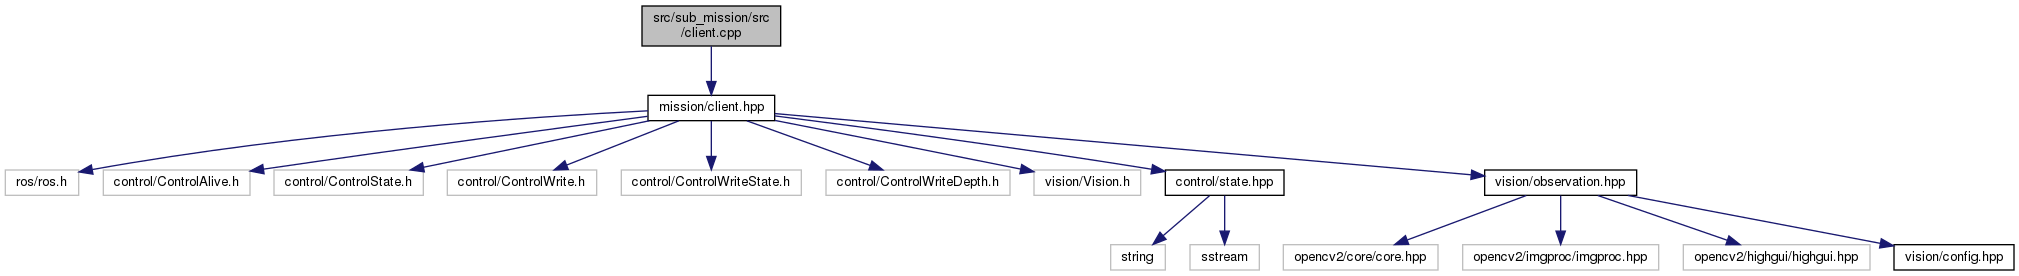 src/sub_mission/src
/client.cpp
mission/client.hpp
ros/ros.h
control/ControlAlive.h
control/ControlState.h
control/ControlWrite.h
control/ControlWriteState.h
control/ControlWriteDepth.h
vision/Vision.h
control/state.hpp
vision/observation.hpp
string
sstream
opencv2/core/core.hpp
opencv2/imgproc/imgproc.hpp
opencv2/highgui/highgui.hpp
vision/config.hpp